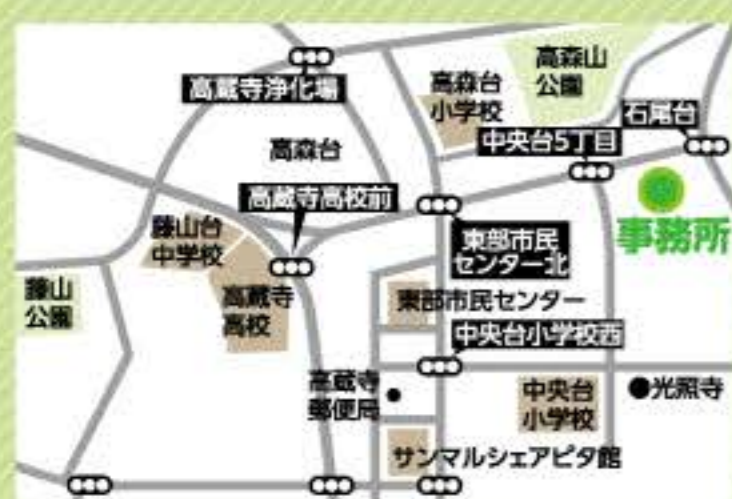 高蔵寺浄化場
高森台
小学校
高森山
公園
石尾台
中央台5丁目
高森台
高蔵寺高校前
藤山台
中学校
東部市民
センター北
事務所
藤山
公園
高蔵寺
高校
東部市民センター
中央台小学校西
高蔵寺
郵便局
中央台
小学校
光照寺
サンマルシェアピタ館